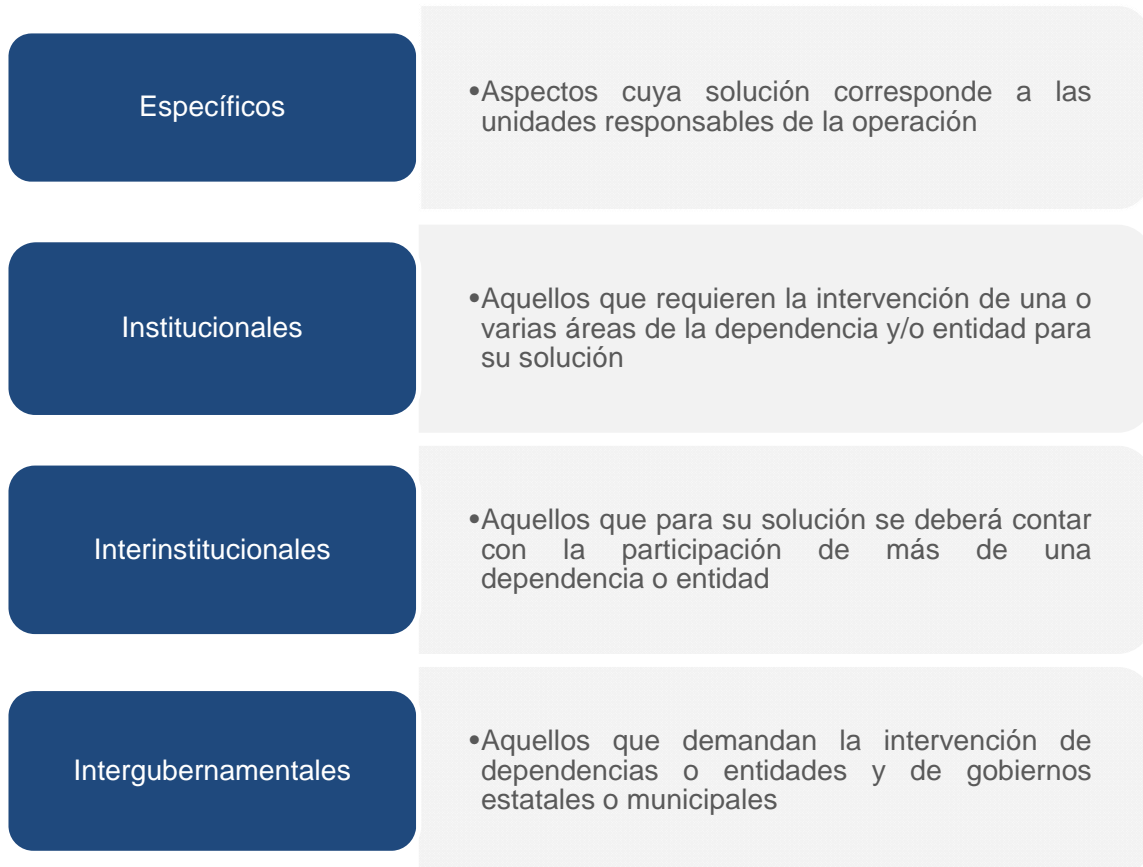 Específicos
•Aspectos cuya solución corresponde a las
unidades responsables de la operación
Institucionales
•Aquellos que requieren la intervención de una o
varias áreas de la dependencia y/o entidad para
su solución
Interinstitucionales
•Aquellos que para su solución se deberá contar
con la participación de más de una
dependencia o entidad
Intergubernamentales
•Aquellos que demandan la intervención de
dependencias o entidades y de gobiernos
estatales o municipales